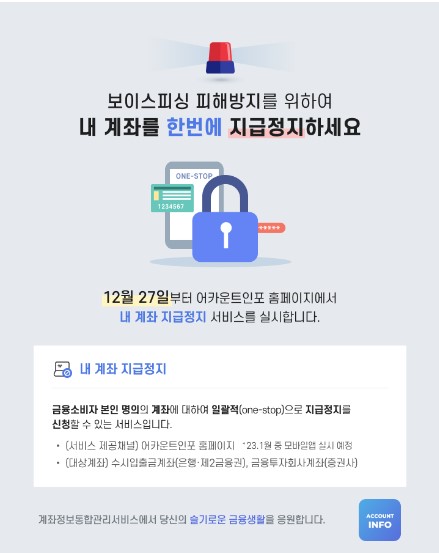 보이스피싱 피해방지를 위하여
내 계좌를 한번에 지급정지하세요
ONE-STOP
1234567
*****
12월 27일부터 어카운트인포 홈페이지에서
내 계좌 지급정지 서비스를 실시합니다.
내 계좌 지급정지
금융소비자 본인 명의의 계좌에 대하여 일괄적(one-stop)으로 지급정지를
신청할 수 있는 서비스입니다.
• (서비스 제공채널) 어카운트인포 홈페이지 *'23.1월 중 모바일앱 실시 예정
• (대상계좌) 수시입출금계좌(은행·제2금융권), 금융투자회사계좌(증권사)
계좌정보통합관리서비스에서 당신의 슬기로운 금융생활을 응원합니다.
ACCOUNT
INFO